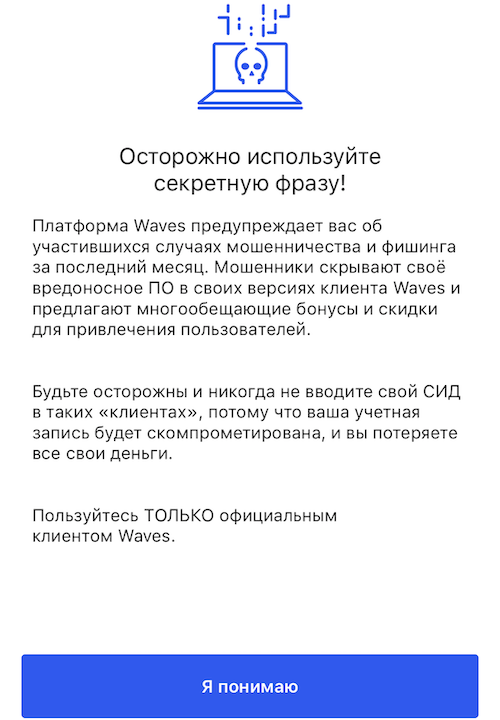 Осторожно используйте
секретную фразу!
Платформа Waves предупреждает вас об
участившихся случаях мошенничества и фишинга
за последний месяц. Мошенники скрывают своё
вредоносное ПО в своих версиях клиента Waves и
предлагают многообещающие бонусы и скидки
для привлечения пользователей.
Будьте осторожны и никогда не вводите свой СИД
в таких «клиентах», потому что ваша учетная
запись будет скомпрометирована, и вы потеряете
все свои деньги.
Пользуйтесь ТОЛЬКО официальным
клиентом Waves.
Я понимаю